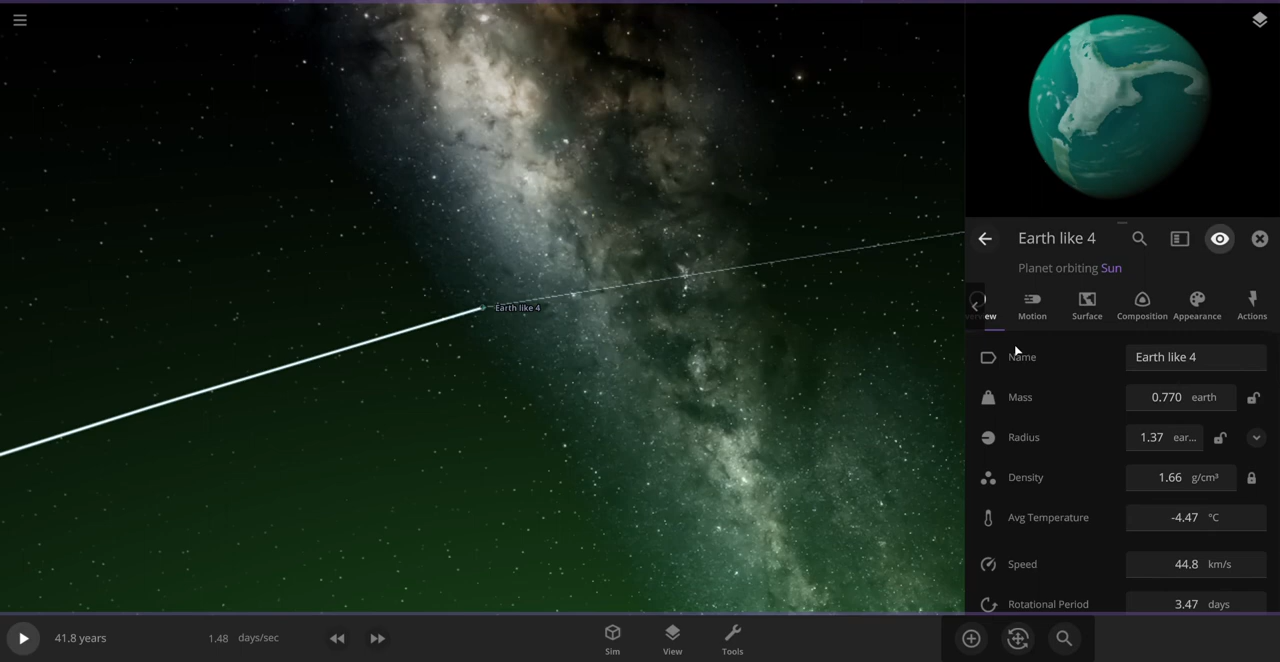 Earth like 4
Earth like 4
Planet orbiting Sun
Motion
Surface
Composition
Appearance
Actions
Name
Earth like 4
Mass
0.770 earth
Radius
1.37 ear...
Density
1.66 g/cm³
Avg Temperature
-4.47 °C
Speed
44.8 km/s
Rotational Period
3.47 days
41.8 years
1.48 days/sec
Sim
View
Tools